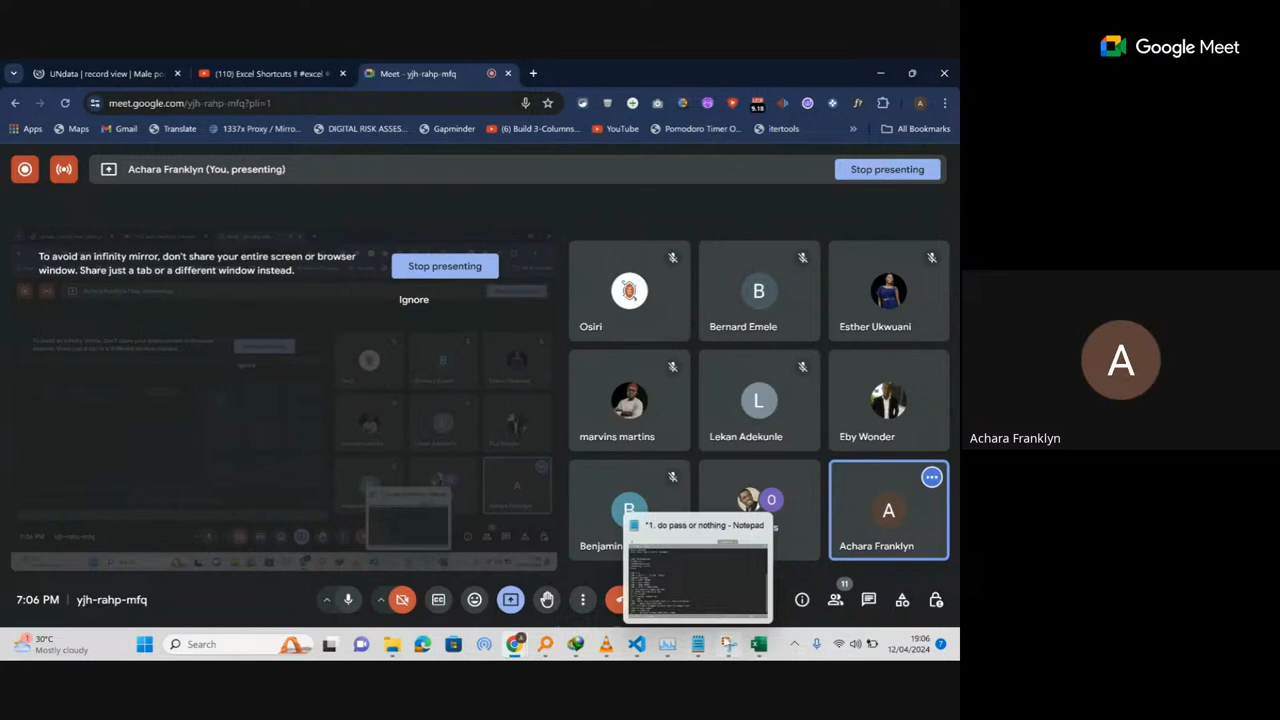 Google Meet
UNdata | record view | Male po
(110) Excel Shortcuts !! #excel
Meet - yjh-rahp-mfq
meet.google.com/yjh-rahp-mfq?pli=1
Apps
Maps
Gmail
Translate
1337x Proxy / Mirro...
DIGITAL RISK ASSES...
Gapminder
(6) Build 3-Columns...
YouTube
Pomodoro Timer O...
itertools
All Bookmarks
Achara Franklyn (You, presenting)
Stop presenting
To avoid an infinity mirror, don't share your entire screen or browser
window. Share just a tab or a different window instead.
Stop presenting
Ignore
Osiri
B
Bernard Emele
Esther Ukwuani
marvins martins
L
Lekan Adekunle
Eby Wonder
B
Benjamin
O
s
A
Achara Franklyn
*1. do pass or nothing - Notepad
A
Achara Franklyn
7:06 PM
yjh-rahp-mfq
11
30°C
Mostly cloudy
Search
19:06
12/04/2024